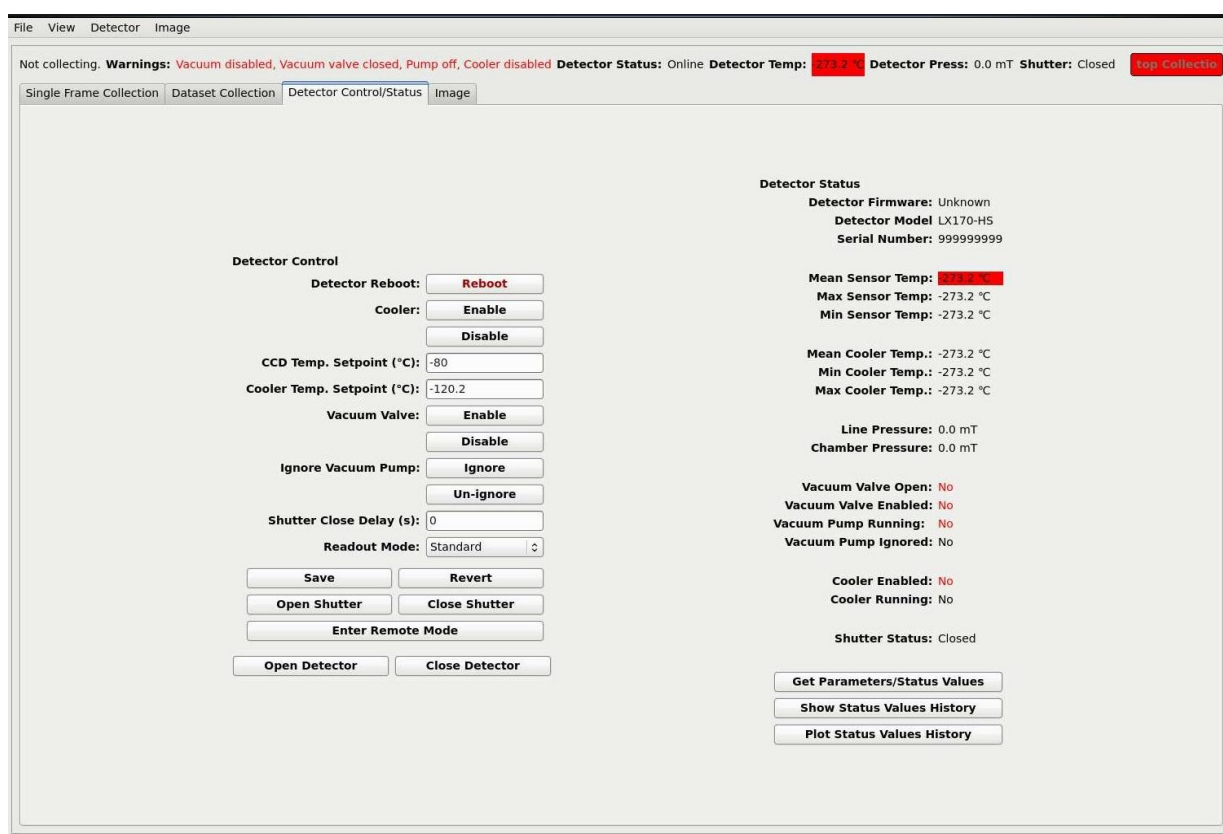 File View Detector Image
Not collecting. Warnings: Vacuum disabled, Vacuum valve closed, Pump off, Cooler disabled Detector Status: Online Detector Temp: -273.2 ℃ Detector Press: 0.0 mT Shutter: Closed top Collectio
Single Frame Collection Dataset Collection Detector Control/Status Image
Detector Control
Detector Reboot: Reboot
Cooler: Enable
Disable
CCD Temp. Setpoint (°C): -80
Cooler Temp. Setpoint (°C): -120.2
Vacuum Valve: Enable
Disable
Ignore Vacuum Pump: Ignore
Un-ignore
Shutter Close Delay (s): 0
Readout Mode: Standard
Save Revert
Open Shutter Close Shutter
Enter Remote Mode
Open Detector Close Detector
Detector Status
Detector Firmware: Unknown
Detector Model LX170-HS
Serial Number: 999999999
Mean Sensor Temp: -273.2 ℃
Max Sensor Temp: -273.2 ℃
Min Sensor Temp: -273.2 ℃
Mean Cooler Temp.: -273.2 ℃
Min Cooler Temp.: -273.2 ℃
Max Cooler Temp.: -273.2 ℃
Line Pressure: 0.0 mT
Chamber Pressure: 0.0 mT
Vacuum Valve Open: No
Vacuum Valve Enabled: No
Vacuum Pump Running: No
Vacuum Pump Ignored: No
Cooler Enabled: No
Cooler Running: No
Shutter Status: Closed
Get Parameters/Status Values
Show Status Values History
Plot Status Values History